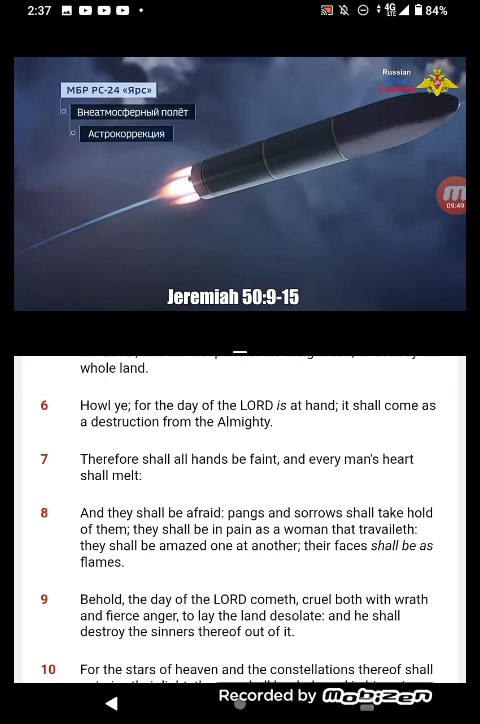 2:37
4G
LTE
84%
Russian
МБР РС-24 «Ярс»
Внеатмосферный полёт
Астрокоррекция
09:49
Jeremiah 50:9-15
whole land.
6 Howl ye; for the day of the LORD is at hand; it shall come as
a destruction from the Almighty.
7 Therefore shall all hands be faint, and every man's heart
shall melt:
8 And they shall be afraid: pangs and sorrows shall take hold
of them; they shall be in pain as a woman that travaileth:
they shall be amazed one at another; their faces shall be as
flames.
9 Behold, the day of the LORD cometh, cruel both with wrath
and fierce anger, to lay the land desolate: and he shall
destroy the sinners thereof out of it.
10 For the stars of heaven and the constellations thereof shall
Recorded by Mobizen